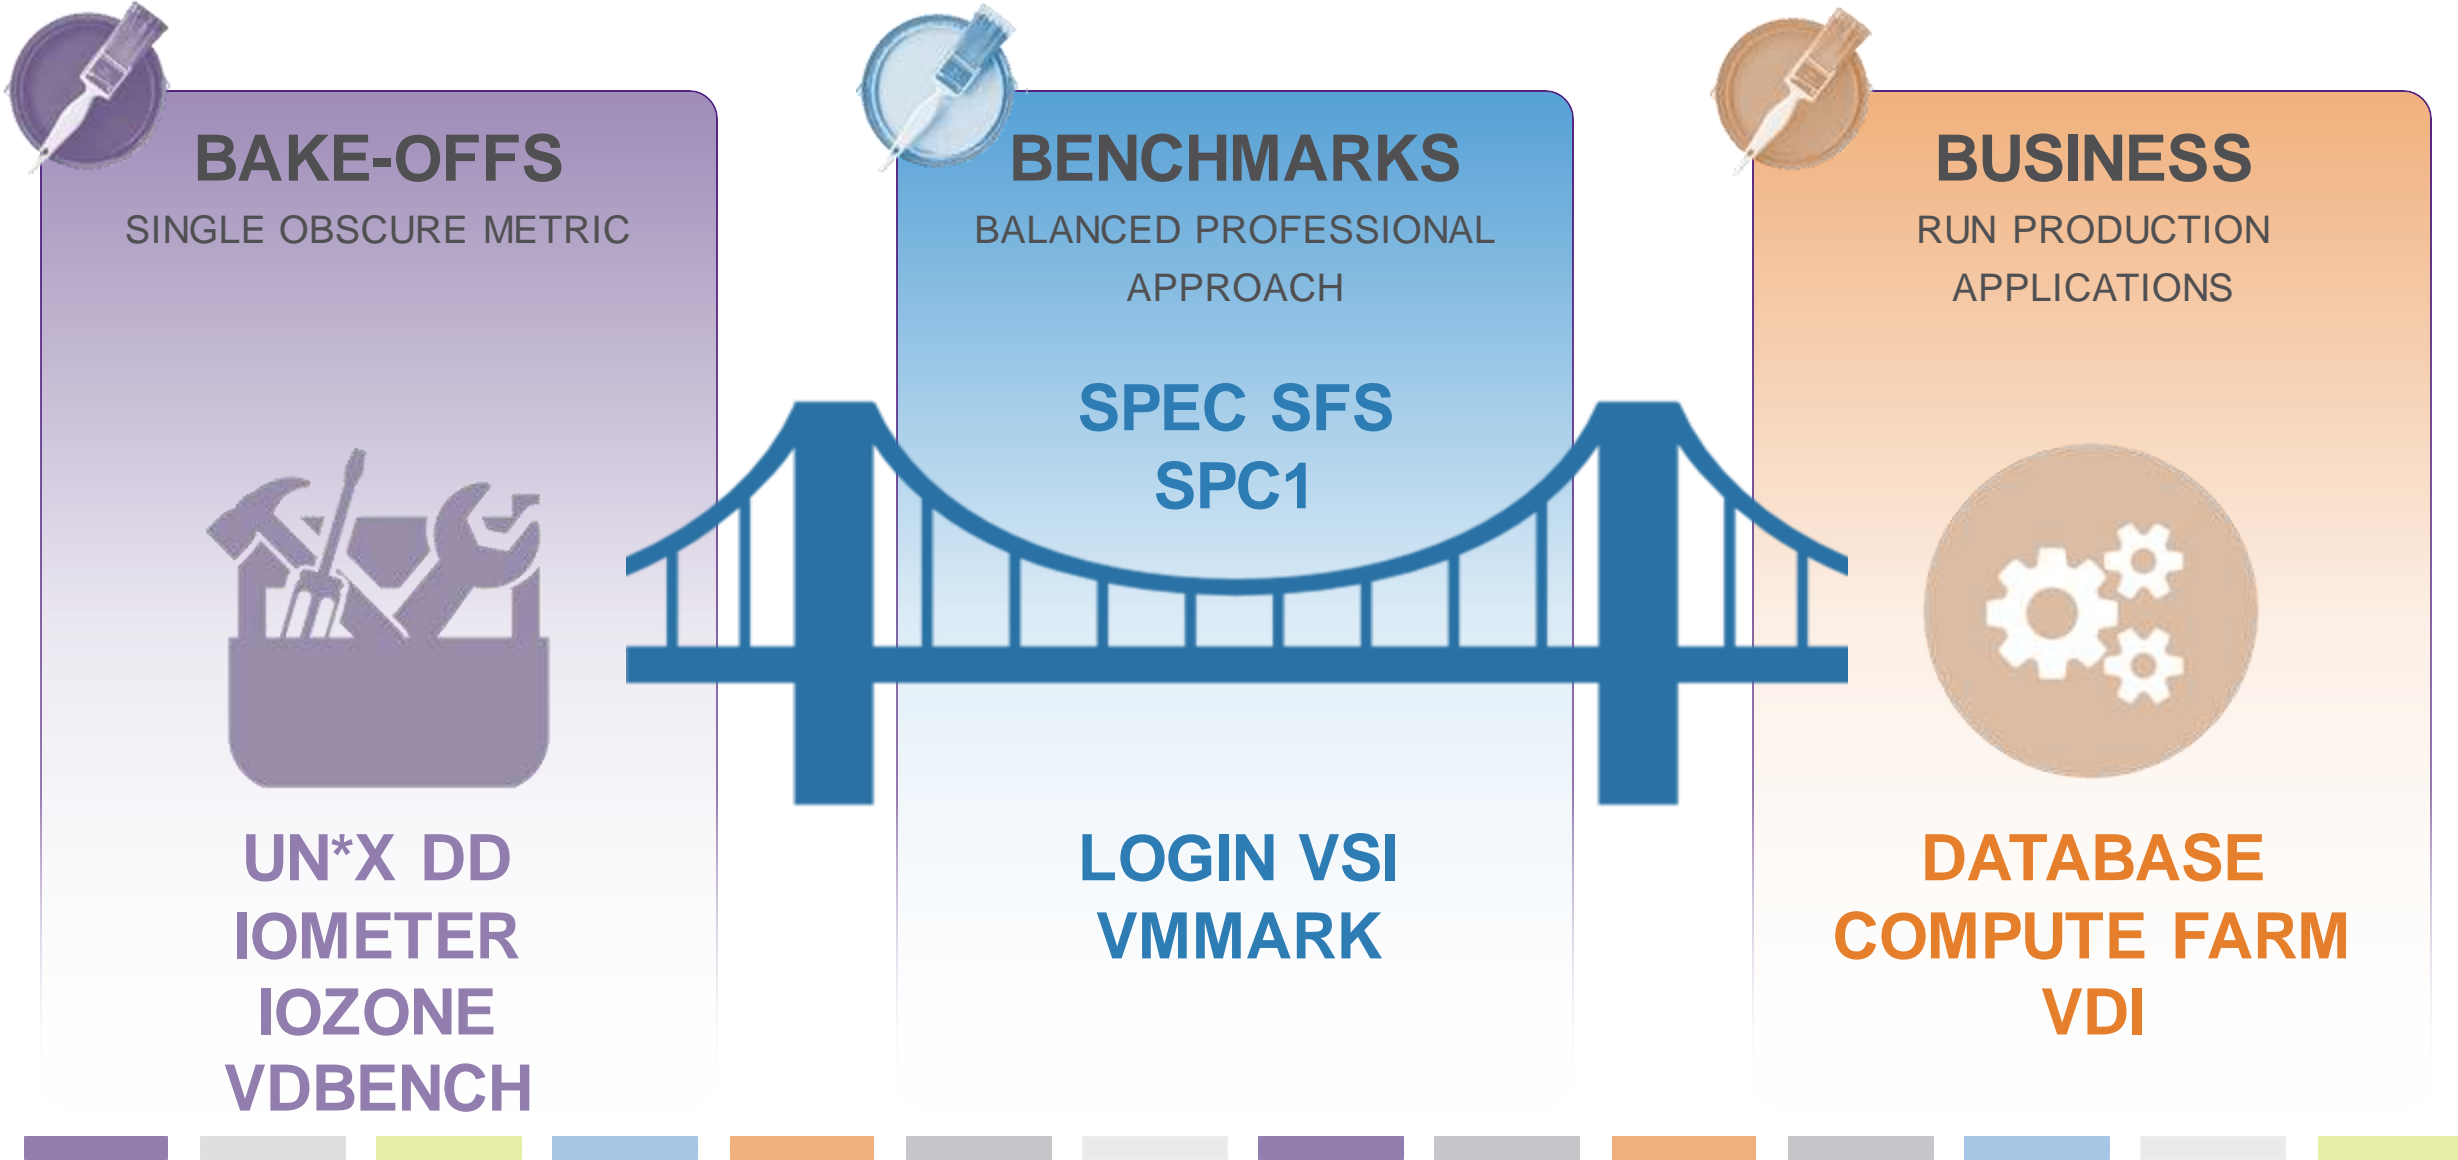 BAKE-OFFS
SINGLE OBSCURE METRIC
UN*X DD
IOMETER
IOZONE
VDBENCH
BENCHMARKS
BALANCED PROFESSIONAL
APPROACH
SPEC SFS
SPC1
LOGIN VSI
VMMARK
BUSINESS
RUN PRODUCTION
APPLICATIONS
DATABASE
COMPUTE FARM
VDI